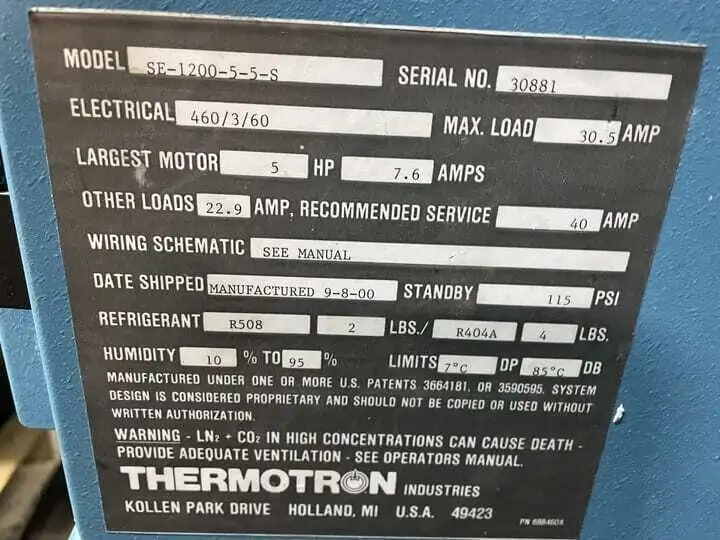 MODEL SE-1200-5-5-S SERIAL NO. 30881
ELECTRICAL 460/3/60 MAX. LOAD 30.5 AMP
LARGEST MOTOR 5 HP 7.6 AMPS
OTHER LOADS 22.9 AMP, RECOMMENDED SERVICE 40 AMP
WIRING SCHEMATIC SEE MANUAL
DATE SHIPPED MANUFACTURED 9-8-00 STANDBY 115 PSI
REFRIGERANT R508 2 LBS./ R404A 4 LBS.
HUMIDITY 10 % TO 95 % LIMITS 7°C DP 85°C DB
MANUFACTURED UNDER ONE OR MORE U.S. PATENTS 3664181, OR 3590595. SYSTEM
DESIGN IS CONSIDERED PROPRIETARY AND SHOULD NOT BE COPIED OR USED WITHOUT
WRITTEN AUTHORIZATION.
WARNING - LN₂ + CO₂ IN HIGH CONCENTRATIONS CAN CAUSE DEATH -
PROVIDE ADEQUATE VENTILATION - SEE OPERATORS MANUAL.
THERMOTRON INDUSTRIES
KOLLEN PARK DRIVE HOLLAND, MI U.S.A. 49423
PN 688460A